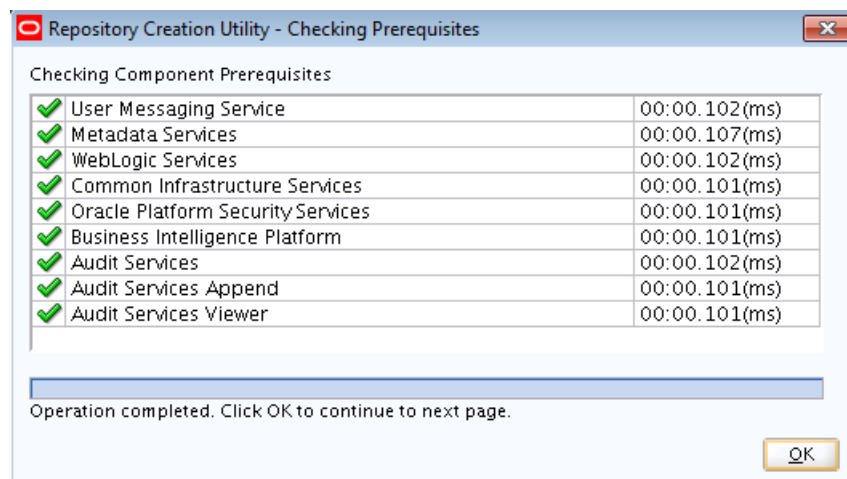 Repository Creation Utility - Checking Prerequisites
Checking Component Prerequisites
User Messaging Service 00:00.102(ms)
Metadata Services 00:00.107(ms)
WebLogic Services 00:00.102(ms)
Common Infrastructure Services 00:00.101(ms)
Oracle Platform Security Services 00:00.101(ms)
Business Intelligence Platform 00:00.101(ms)
Audit Services 00:00.102(ms)
Audit Services Append 00:00.101(ms)
Audit Services Viewer 00:00.101(ms)
Operation completed. Click OK to continue to next page.
OK